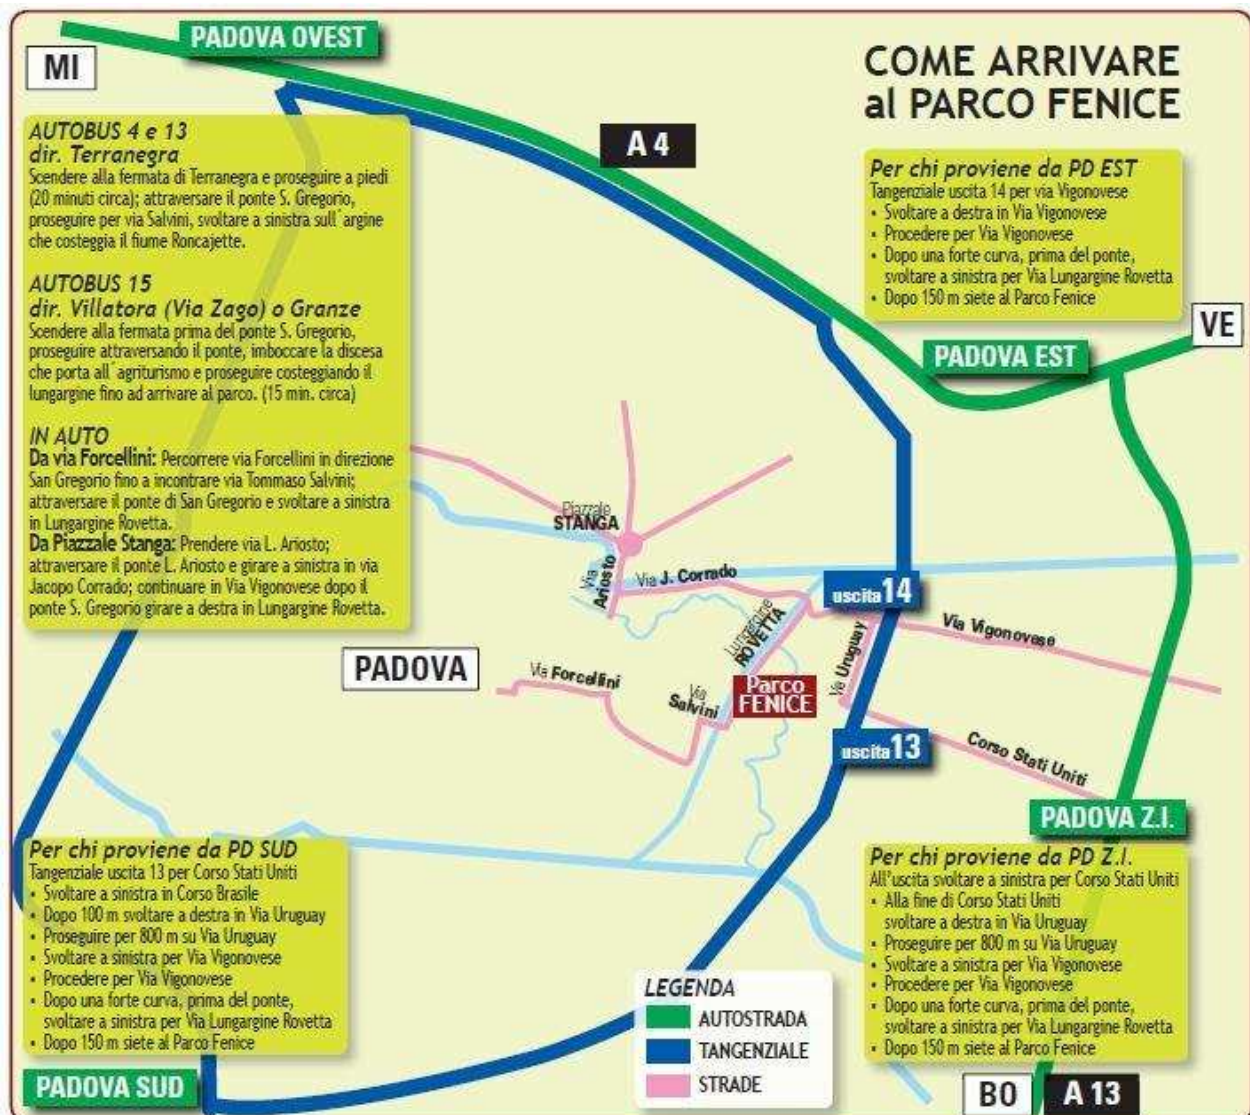 PADOVA OVEST
MI
COME ARRIVARE
al PARCO FENICE
A 4
AUTOBUS 4 e 13
dir. Terranegra
Scendere alla fermata di Terranegra e proseguire a piedi
(20 minuti circa); attraversare il ponte S. Gregorio,
proseguire per via Salvini, svoltare a sinistra sull´argine
che costeggia il fiume Roncajette.
AUTOBUS 15
dir. Villatora (Via Zago) o Granze
Scendere alla fermata prima del ponte S. Gregorio,
proseguire attraversando il ponte, imboccare la discesa
che porta all´agriturismo e proseguire costeggiando il
lungargine fino ad arrivare al parco. (15 min. circa)
IN AUTO
Da via Forcellini: Percorrere via Forcellini in direzione
San Gregorio fino a incontrare via Tommaso Salvini;
attraversare il ponte di San Gregorio e svoltare a sinistra
in Lungargine Rovetta.
Da Piazzale Stanga: Prendere via L. Ariosto;
attraversare il ponte L. Ariosto e girare a sinistra in via
Jacopo Corrado; continuare in Via Vigonovese dopo il
ponte S. Gregorio girare a destra in Lungargine Rovetta.
Per chi proviene da PD EST
Tangenziale uscita 14 per via Vigonovese
• Svoltare a destra in Via Vigonovese
• Procedere per Via Vigonovese
• Dopo una forte curva, prima del ponte,
svoltare a sinistra per Via Lungargine Rovetta
• Dopo 150 m siete al Parco Fenice
VE
PADOVA EST
Piazzale
STANGA
Via
Ariosto
Via J. Corrado
Lungargine
ROVETTA
uscita 14
Via Vigonovese
Via Uruguay
PADOVA
Via Forcellini
Via
Salvini
Parco
FENICE
uscita 13
Corso Stati Uniti
PADOVA Z.I.
Per chi proviene da PD SUD
Tangenziale uscita 13 per Corso Stati Uniti
• Svoltare a sinistra in Corso Brasile
• Dopo 100 m svoltare a destra in Via Uruguay
• Proseguire per 800 m su Via Uruguay
• Svoltare a sinistra per Via Vigonovese
• Procedere per Via Vigonovese
• Dopo una forte curva, prima del ponte,
svoltare a sinistra per Via Lungargine Rovetta
• Dopo 150 m siete al Parco Fenice
PADOVA SUD
LEGENDA
AUTOSTRADA
TANGENZIALE
STRADE
Per chi proviene da PD Z.I.
All'uscita svoltare a sinistra per Corso Stati Uniti
• Alla fine di Corso Stati Uniti
svoltare a destra in Via Uruguay
• Proseguire per 800 m su Via Uruguay
• Svoltare a sinistra per Via Vigonovese
• Procedere per Via Vigonovese
• Dopo una forte curva, prima del ponte,
svoltare a sinistra per Via Lungargine Rovetta
• Dopo 150 m siete al Parco Fenice
BO
A 13